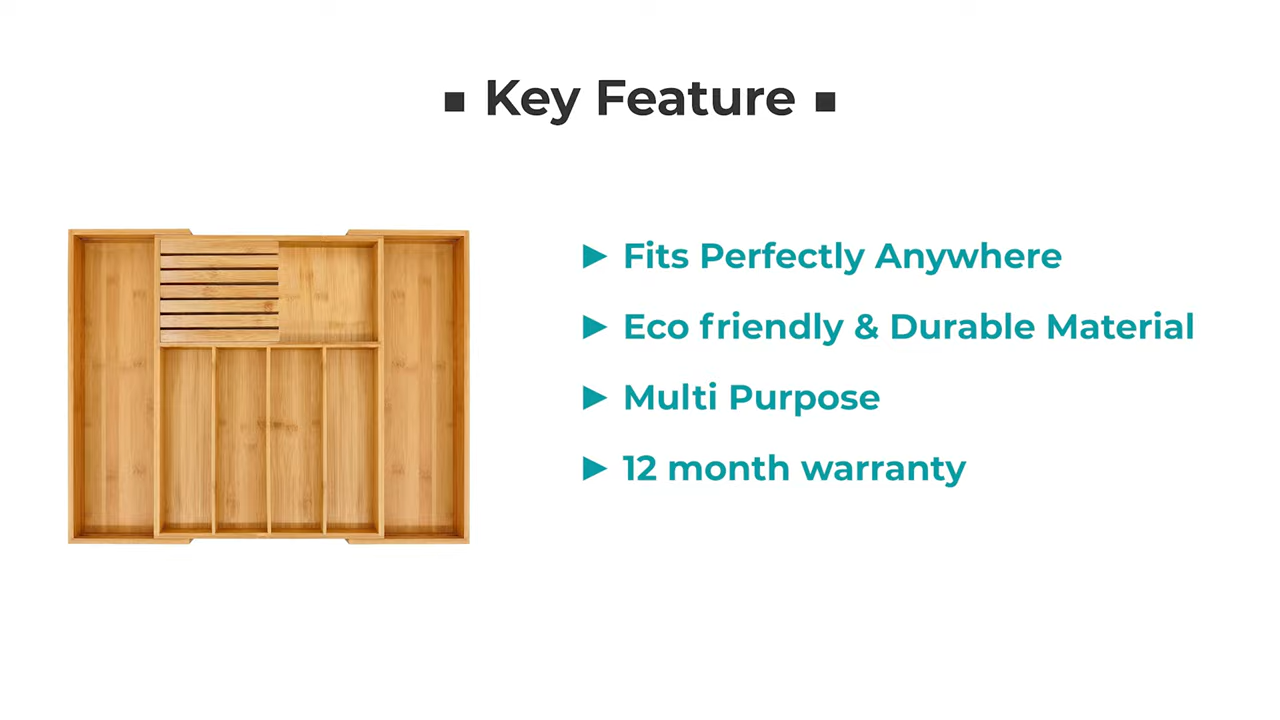 ▪ Key Feature ▪
► Fits Perfectly Anywhere
► Eco friendly & Durable Material
► Multi Purpose
► 12 month warranty